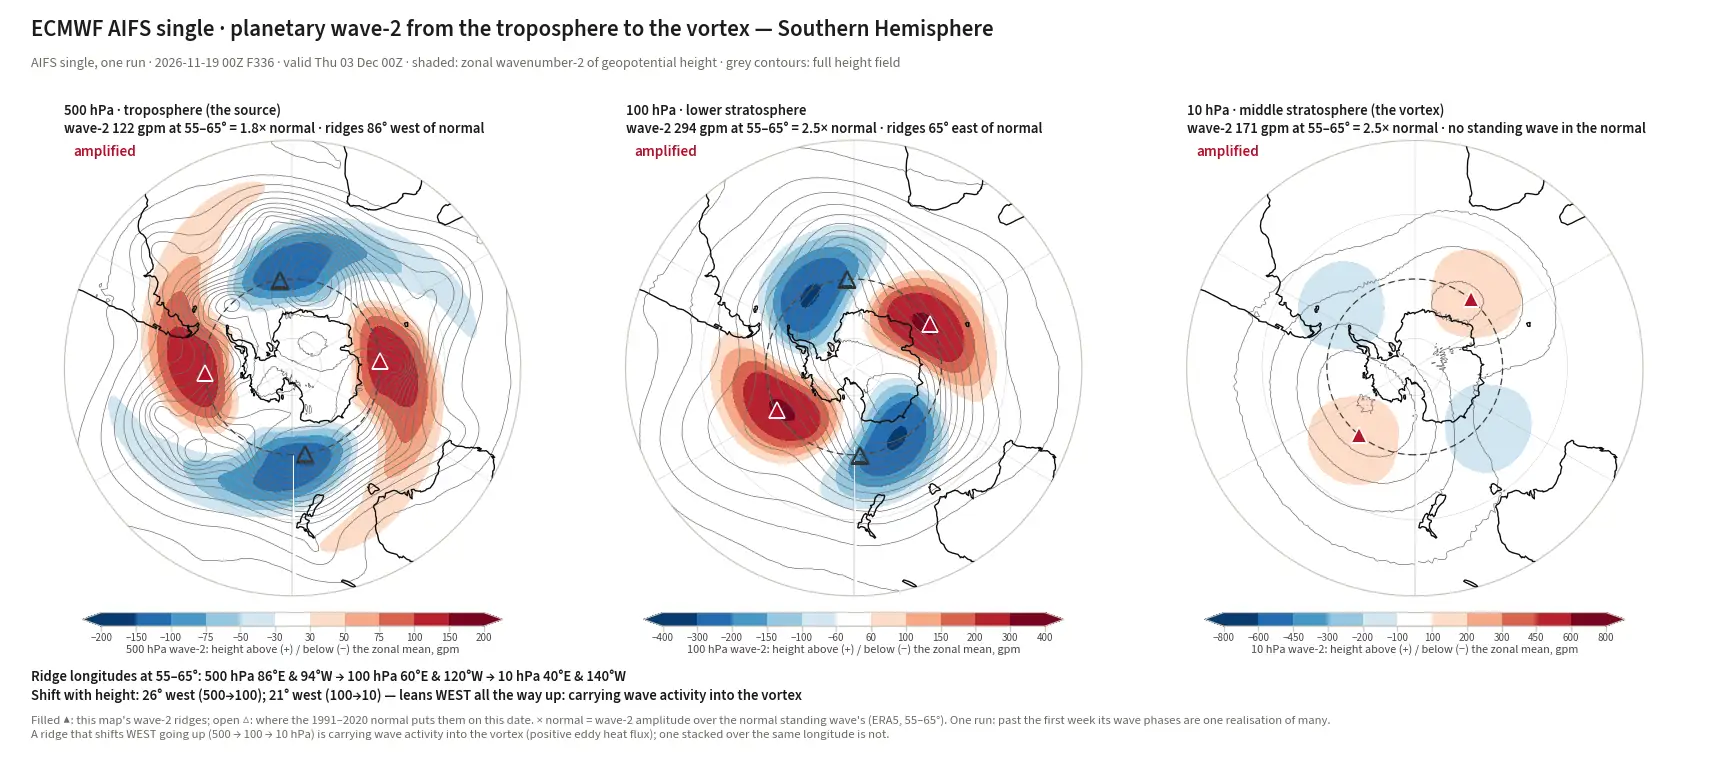 ECMWF AIFS single · planetary wave-2 from the troposphere to the vortex — Southern Hemisphere
AIFS single, one run · 2026-11-19 00Z F336 · valid Thu 03 Dec 00Z · shaded: zonal wavenumber-2 of geopotential height · grey contours: full height field
500 hPa · troposphere (the source)
wave-2 122 gpm at 55–65° = 1.8× normal · ridges 86° west of normal
amplified
100 hPa · lower stratosphere
wave-2 294 gpm at 55–65° = 2.5× normal · ridges 65° east of normal
amplified
10 hPa · middle stratosphere (the vortex)
wave-2 171 gpm at 55–65° = 2.5× normal · no standing wave in the normal
amplified
−200 −150 −100 −75 −50 −30 30 50 75 100 150 200
500 hPa wave-2: height above (+) / below (−) the zonal mean, gpm
−400 −300 −200 −150 −100 −60 60 100 150 200 300 400
100 hPa wave-2: height above (+) / below (−) the zonal mean, gpm
−800 −600 −450 −300 −200 −100 100 200 300 450 600 800
10 hPa wave-2: height above (+) / below (−) the zonal mean, gpm
Ridge longitudes at 55–65°: 500 hPa 86°E & 94°W → 100 hPa 60°E & 120°W → 10 hPa 40°E & 140°W
Shift with height: 26° west (500→100); 21° west (100→10) — leans WEST all the way up: carrying wave activity into the vortex
Filled ▲: this map's wave-2 ridges; open △: where the 1991–2020 normal puts them on this date. × normal = wave-2 amplitude over the normal standing wave's (ERA5, 55–65°). One run: past the first week its wave phases are one realisation of many.
A ridge that shifts WEST going up (500 → 100 → 10 hPa) is carrying wave activity into the vortex (positive eddy heat flux); one stacked over the same longitude is not.